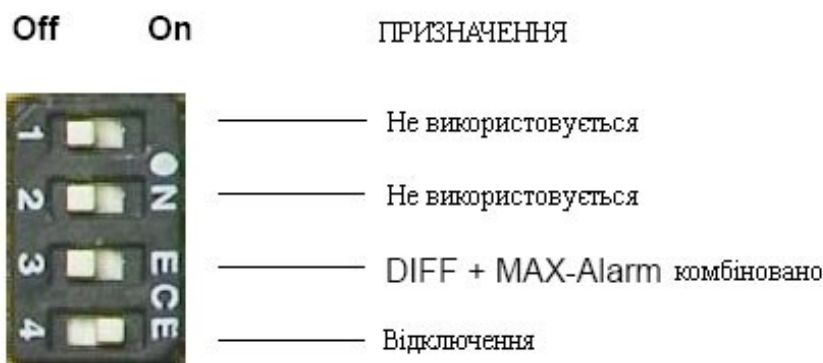 Off On ПРИЗНАЧЕННЯ
1 Не використовується
2 Не використовується
3 DIFF + MAX-Alarm комбіновано
4 Відключення
ON
ECE